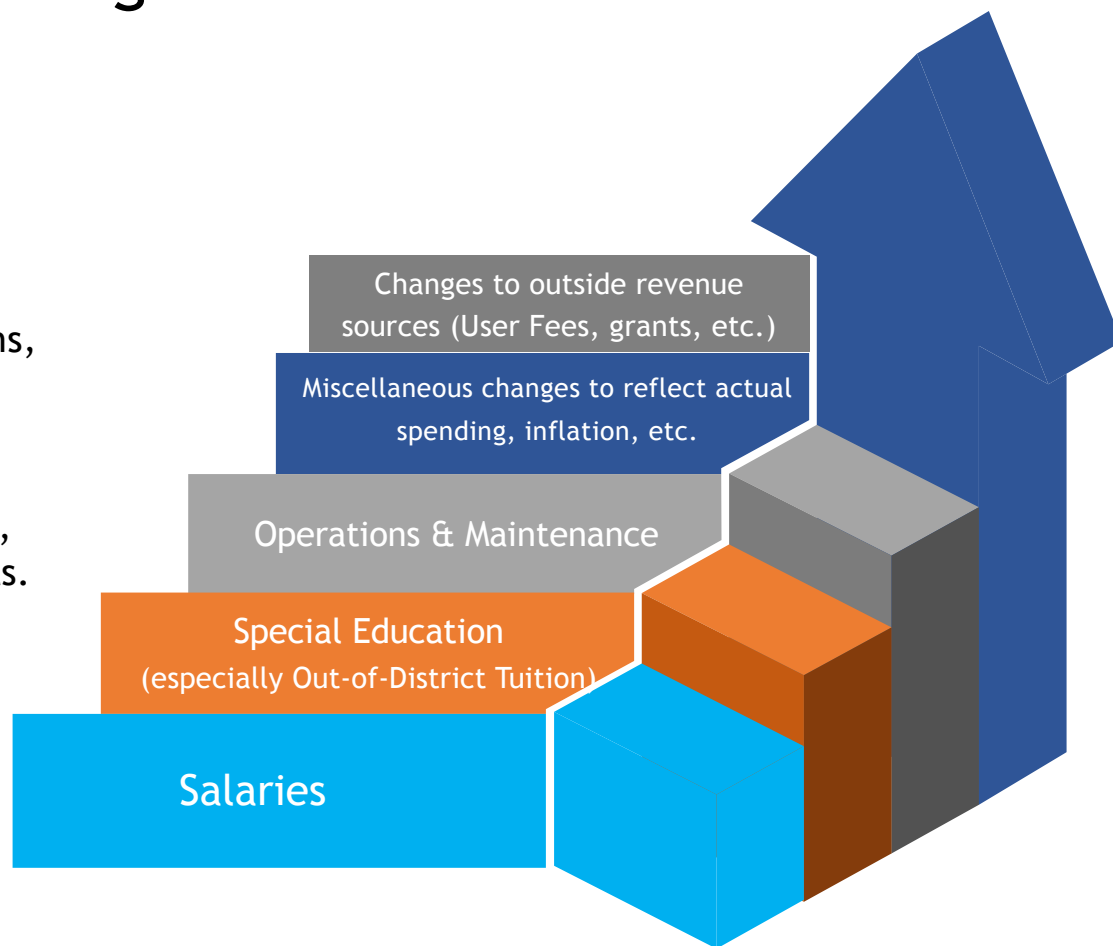 Changes to outside revenue
sources (User Fees, grants, etc.)
Miscellaneous changes to reflect actual
spending, inflation, etc.
Operations & Maintenance
Special Education
(especially Out-of-District Tuition)
Salaries